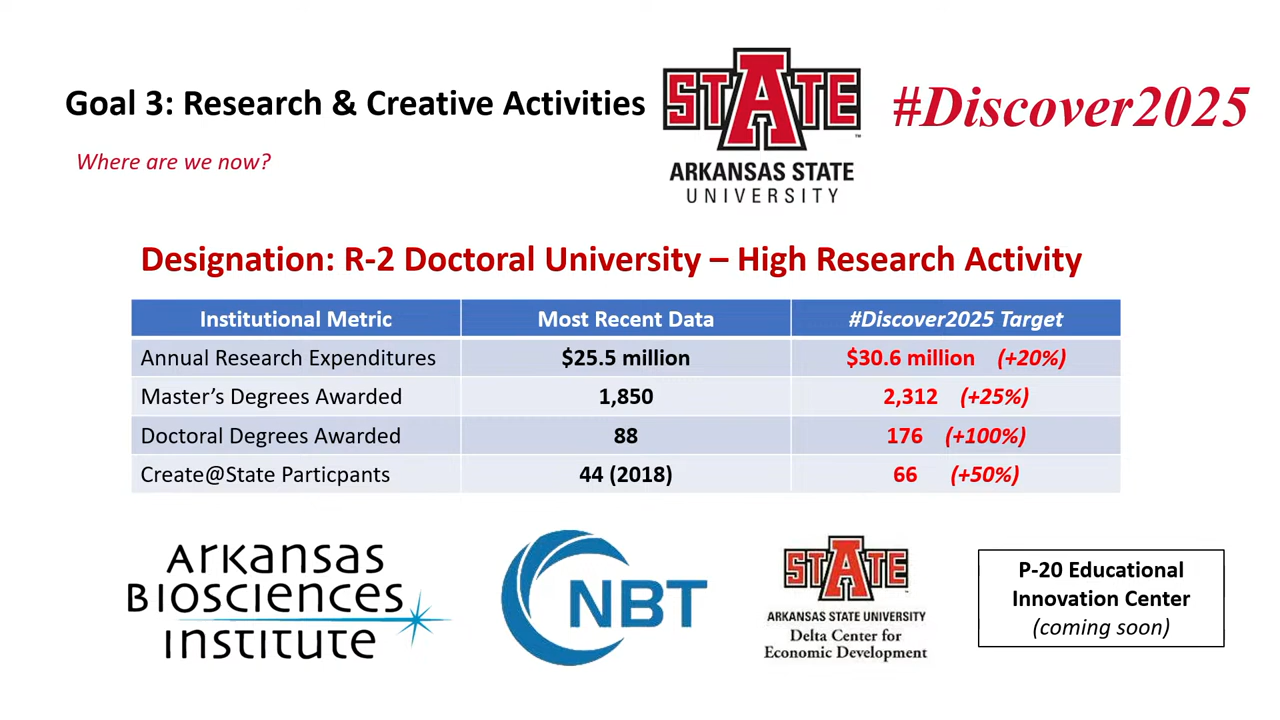 Goal 3: Research & Creative Activities
Where are we now?
STATE
™
ARKANSAS STATE
UNIVERSITY
#Discover2025
Designation: R-2 Doctoral University – High Research Activity
Institutional Metric Most Recent Data #Discover2025 Target
Annual Research Expenditures $25.5 million $30.6 million (+20%)
Master’s Degrees Awarded 1,850 2,312 (+25%)
Doctoral Degrees Awarded 88 176 (+100%)
Create@State Particpants 44 (2018) 66 (+50%)
Arkansas
Biosciences
Institute
NBT
STATE
ARKANSAS STATE UNIVERSITY
Delta Center for
Economic Development
P-20 Educational
Innovation Center
(coming soon)